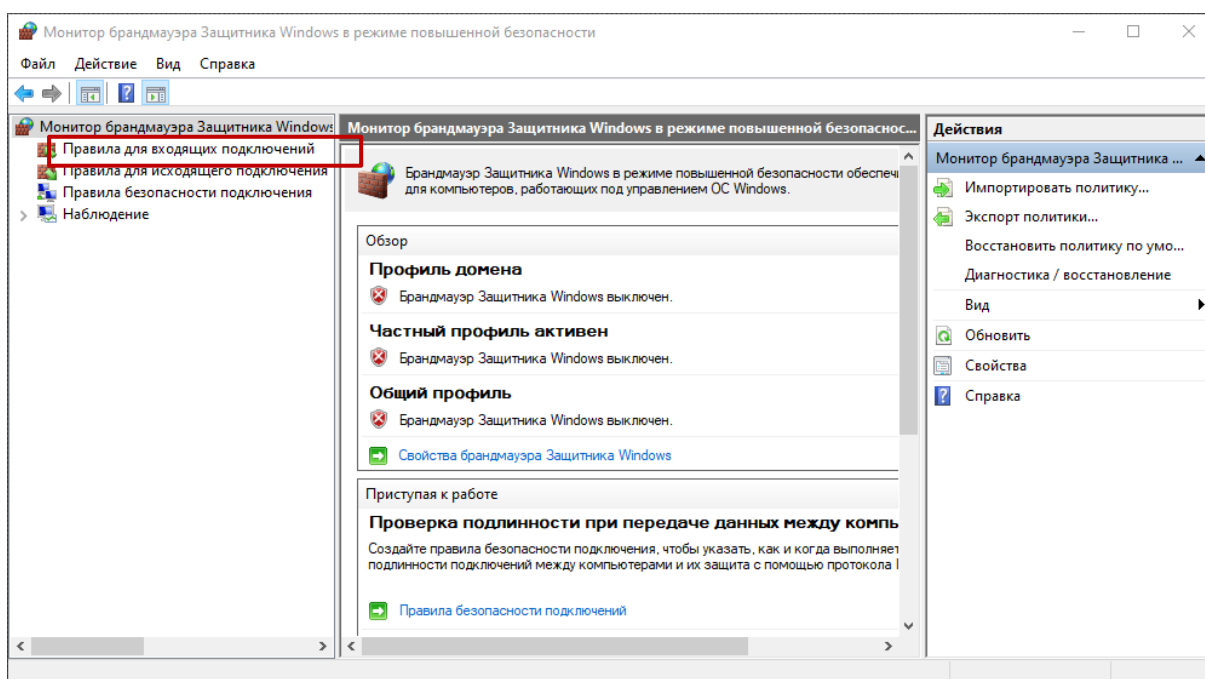 Монитор брандмауэра Защитника Windows в режиме повышенной безопасности
Файл Действие Вид Справка
Монитор брандмауэра Защитника Windows
Правила для входящих подключений
Правила для исходящего подключения
Правила безопасности подключения
Наблюдение
Монитор брандмауэра Защитника Windows в режиме повышенной безопаснос...
Брандмауэр Защитника Windows в режиме повышенной безопасности обеспечи
для компьютеров, работающих под управлением ОС Windows.
Обзор
Профиль домена
Брандмауэр Защитника Windows выключен.
Частный профиль активен
Брандмауэр Защитника Windows выключен.
Общий профиль
Брандмауэр Защитника Windows выключен.
Свойства брандмауэра Защитника Windows
Приступая к работе
Проверка подлинности при передаче данных между компь
Создайте правила безопасности подключения, чтобы указать, как и когда выполняет
подлинности подключений между компьютерами и их защита с помощью протокола I
Правила безопасности подключений
Действия
Монитор брандмауэра Защитника ...
Импортировать политику...
Экспорт политики...
Восстановить политику по умо...
Диагностика / восстановление
Вид
Обновить
Свойства
Справка